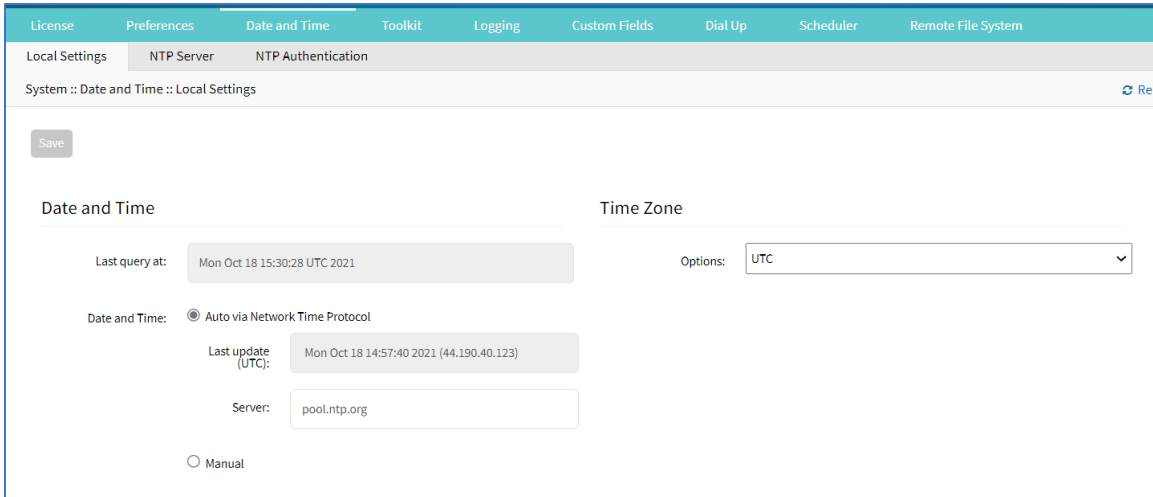 License Preferences Date and Time Toolkit Logging Custom Fields Dial Up Scheduler Remote File System
Local Settings NTP Server NTP Authentication
System :: Date and Time :: Local Settings
Save
Date and Time
Last query at: Mon Oct 18 15:30:28 UTC 2021
Date and Time: Auto via Network Time Protocol
Last update (UTC): Mon Oct 18 14:57:40 2021 (44.190.40.123)
Server: pool.ntp.org
Manual
Time Zone
Options: UTC